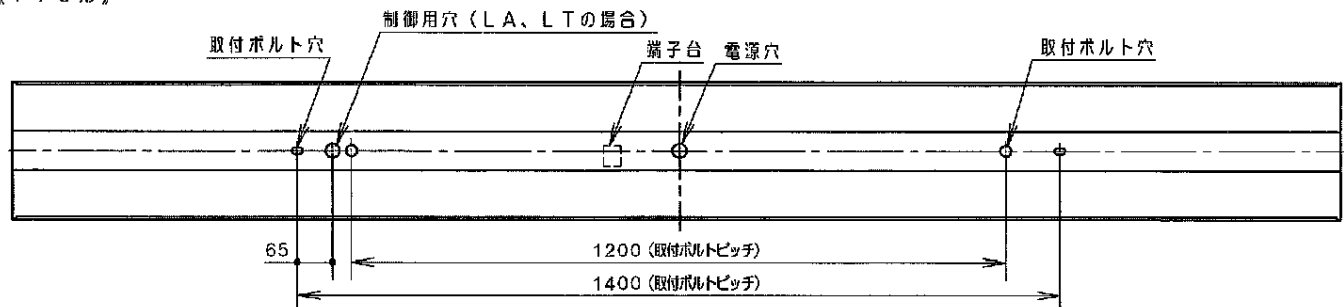 制御用穴（ＬＡ、ＬＴの場合）
取付ボルト穴
端子台
電源穴
取付ボルト穴
65
1200（取付ボルトピッチ）
1400（取付ボルトピッチ）